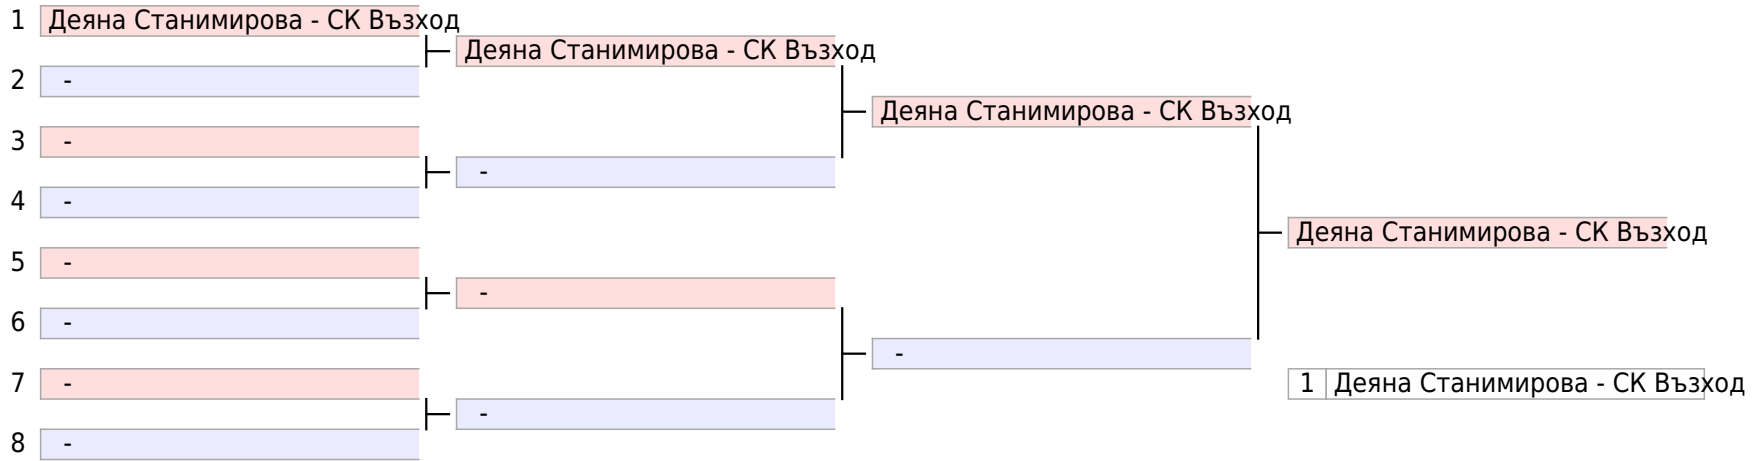 1 Деяна Станимирова - СК Възход
Деяна Станимирова - СК Възход
2 -
Деяна Станимирова - СК Възход
3 -
-
4 -
Деяна Станимирова - СК Възход
5 -
-
6 -
-
7 -
1 Деяна Станимирова - СК Възход
-
8 -